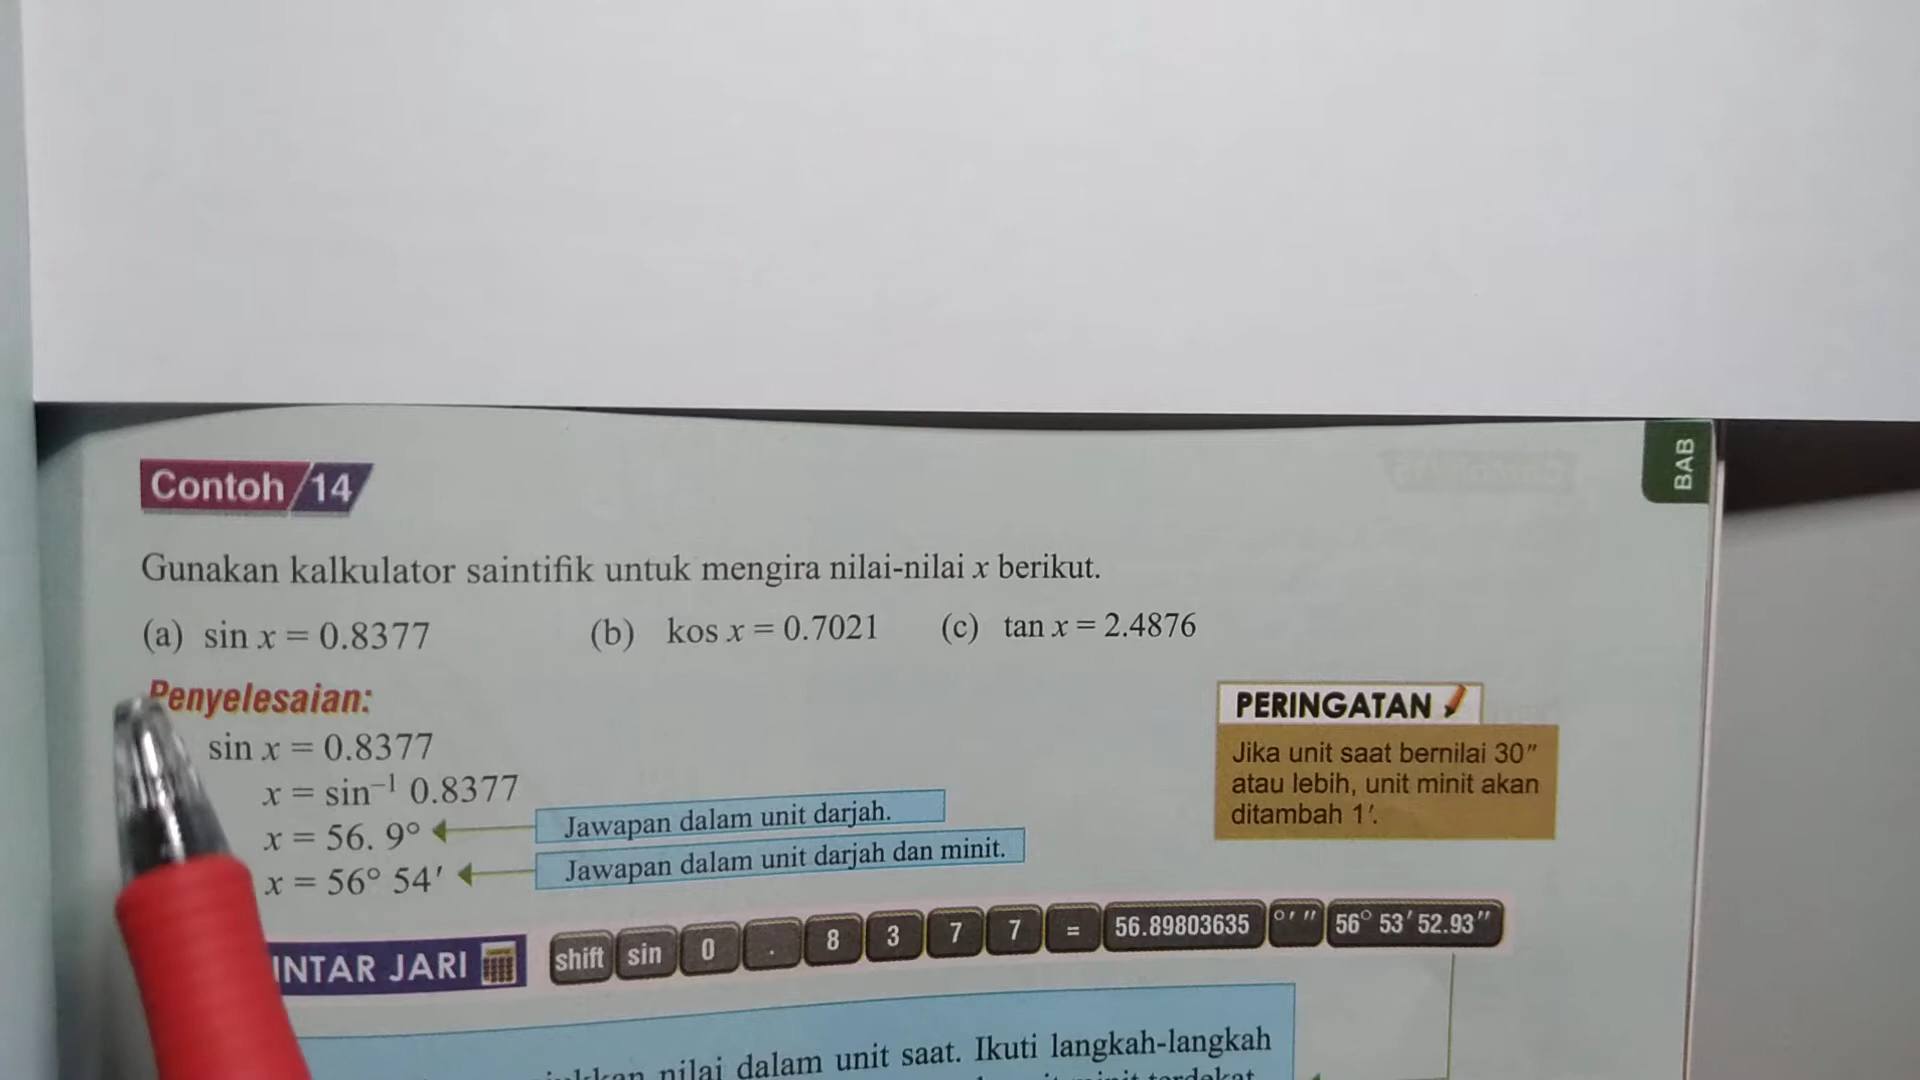 BAB
Contoh 14
Gunakan kalkulator saintifik untuk mengira nilai-nilai x berikut.
(a) sin x = 0.8377 (b) kos x = 0.7021 (c) tan x = 2.4876
Penyelesaian:
sin x = 0.8377
x = sin⁻¹ 0.8377
x = 56. 9° Jawapan dalam unit darjah.
x = 56° 54′ Jawapan dalam unit darjah dan minit.
PERINGATAN
Jika unit saat bernilai 30″
atau lebih, unit minit akan
ditambah 1′.
INTAR JARI shift sin 0 . 8 3 7 7 = 56.89803635 °′″ 56° 53′ 52.93″
nilai dalam unit saat. Ikuti langkah-langkah